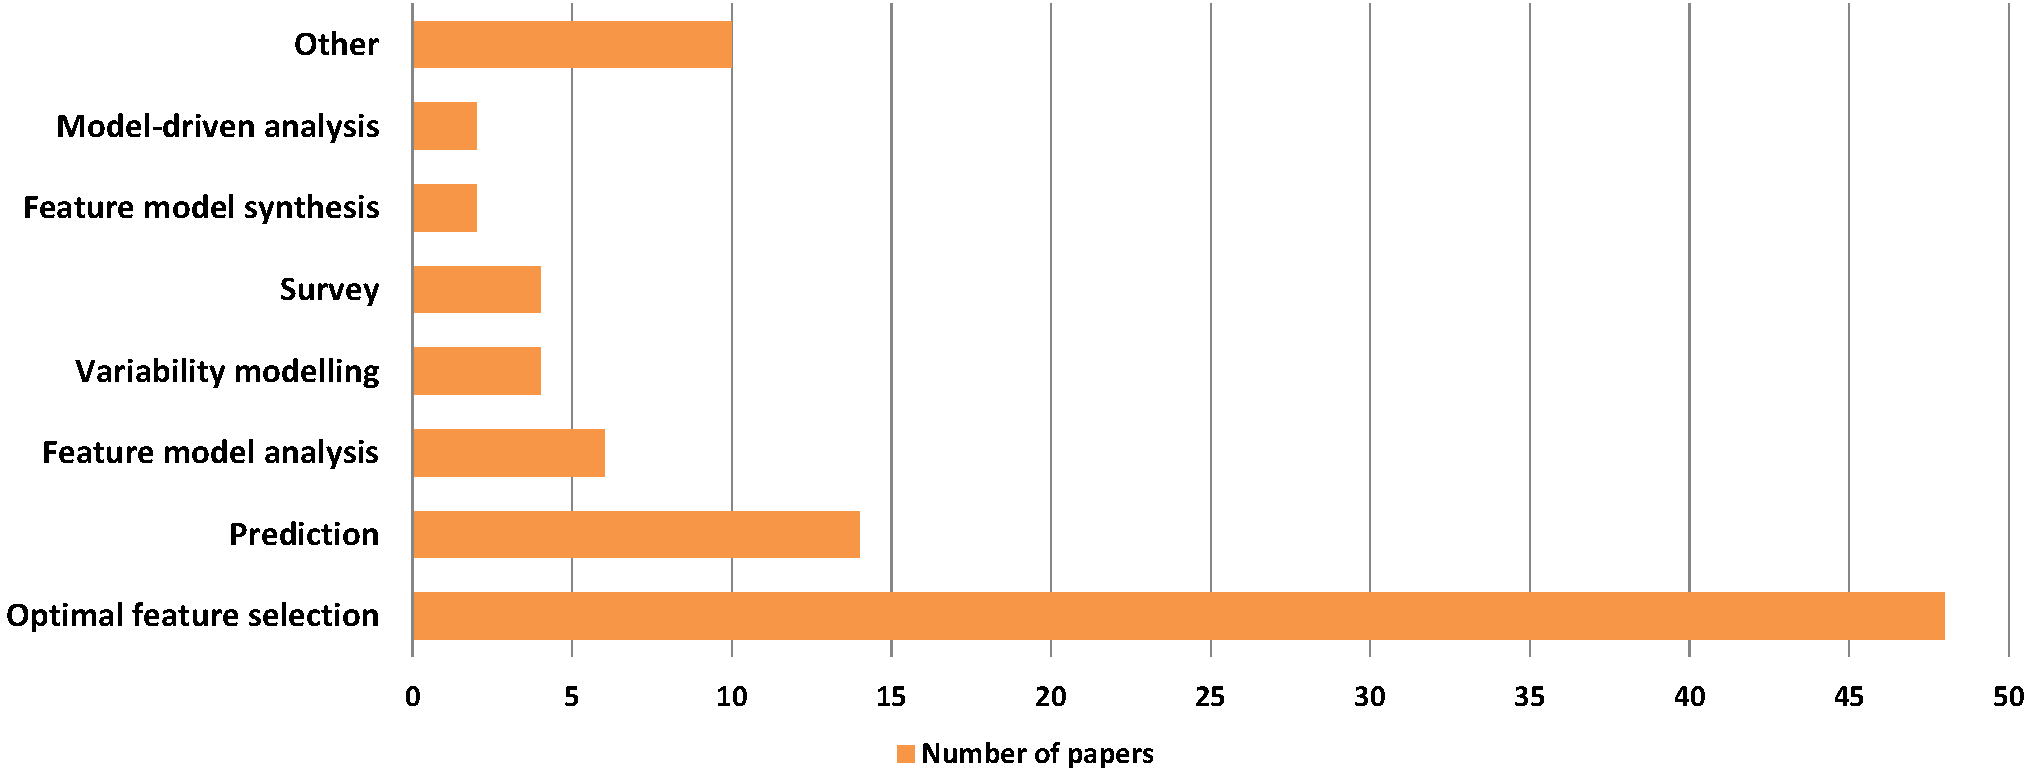 Other
Model-driven analysis
Feature model synthesis
Survey
Variability modelling
Feature model analysis
Prediction
Optimal feature selection
0 5 10 15 20 25 30 35 40 45 50
Number of papers